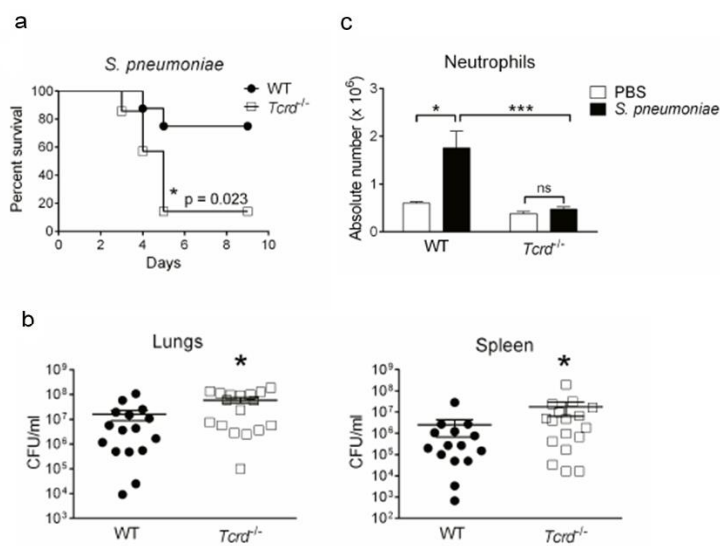 a
S. pneumoniae
WT
Tcrd-/-
Percent survival
100
80
60
40
20
0
* p = 0.023
0 2 4 6 8 10
Days
c
Neutrophils
PBS
S. pneumoniae
Absolute number (x 10⁶)
3
2
1
0
* ***
ns
WT Tcrd-/-
b
Lungs
*
CFU/ml
10⁹
10⁸
10⁷
10⁶
10⁵
10⁴
10³
WT Tcrd-/-
Spleen
*
CFU/ml
10⁹
10⁸
10⁷
10⁶
10⁵
10⁴
10³
10²
WT Tcrd-/-